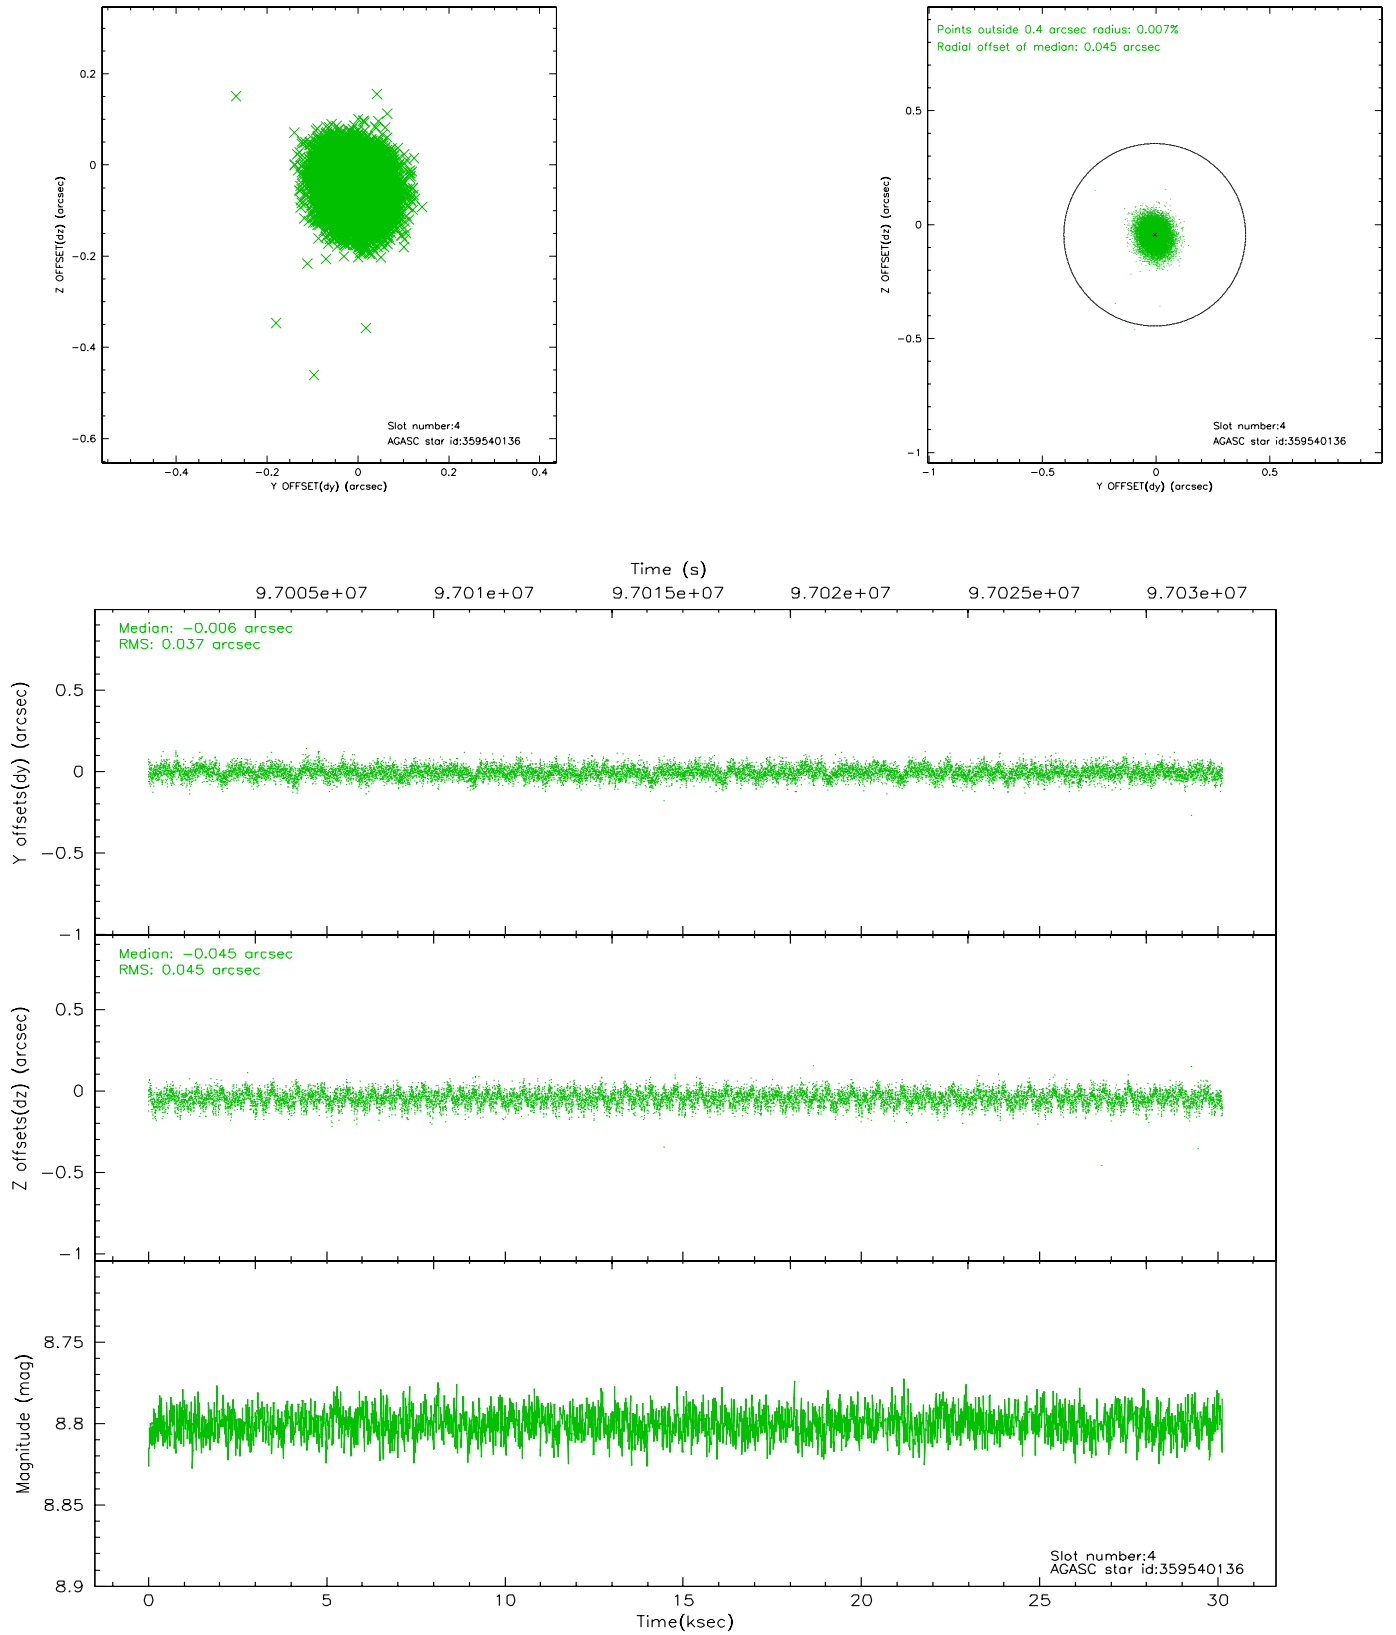 0.2
0
−0.2
−0.4
−0.6
Z OFFSET(dz) (arcsec)
Slot number:4
AGASC star id:359540136
−0.4 −0.2 0 0.2 0.4
Y OFFSET(dy) (arcsec)
Points outside 0.4 arcsec radius: 0.007%
Radial offset of median: 0.045 arcsec
0.5
0
−0.5
−1
Z OFFSET(dz) (arcsec)
Slot number:4
AGASC star id:359540136
−1 −0.5 0 0.5
Y OFFSET(dy) (arcsec)
Time (s)
9.7005e+07 9.701e+07 9.7015e+07 9.702e+07 9.7025e+07 9.703e+07
Median: −0.006 arcsec
RMS: 0.037 arcsec
0.5
0
−0.5
−1
Y offsets(dy) (arcsec)
Median: −0.045 arcsec
RMS: 0.045 arcsec
0.5
0
−0.5
−1
Z offsets(dz) (arcsec)
8.75
8.8
8.85
8.9
Magnitude (mag)
Slot number:4
AGASC star id:359540136
0 5 10 15 20 25 30
Time(ksec)